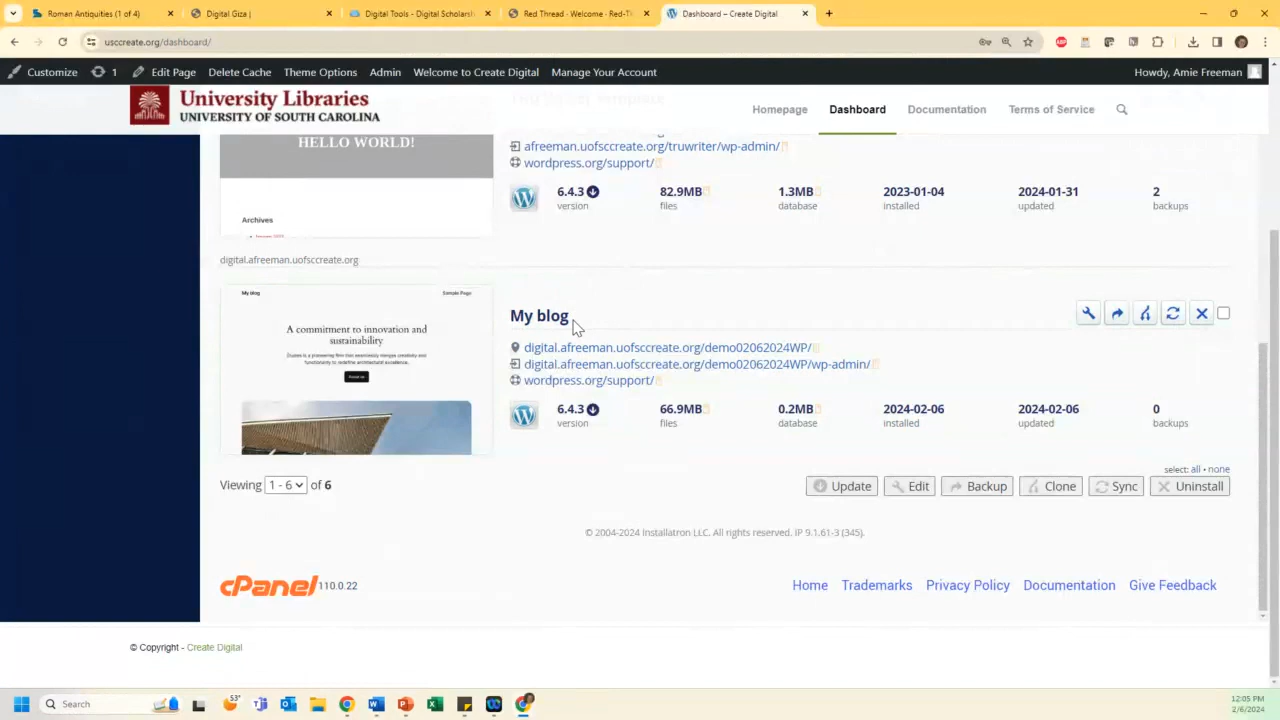 Roman Antiquities (1 of 4)
Digital Giza |
Digital Tools - Digital Scholarsh
Red Thread - Welcome - Red-Th
Dashboard – Create Digital
usccreate.org/dashboard/
Customize
1
Edit Page
Delete Cache
Theme Options
Admin
Welcome to Create Digital
Manage Your Account
Howdy, Amie Freeman
University Libraries
UNIVERSITY OF SOUTH CAROLINA
Homepage
Dashboard
Documentation
Terms of Service
HELLO WORLD!
Archives
digital.afreeman.uofsccreate.org
afreeman.uofsccreate.org/truwriter/wp-admin/
wordpress.org/support/
6.4.3
version
82.9MB
files
1.3MB
database
2023-01-04
installed
2024-01-31
updated
2
backups
My blog
Sample Page
A commitment to innovation and
sustainability
My blog
digital.afreeman.uofsccreate.org/demo02062024WP/
digital.afreeman.uofsccreate.org/demo02062024WP/wp-admin/
wordpress.org/support/
6.4.3
version
66.9MB
files
0.2MB
database
2024-02-06
installed
2024-02-06
updated
0
backups
select: all • none
Viewing 1 - 6 of 6
Update
Edit
Backup
Clone
Sync
Uninstall
© 2004-2024 Installatron LLC. All rights reserved. IP 9.1.61-3 (345).
cPanel 110.0.22
Home
Trademarks
Privacy Policy
Documentation
Give Feedback
© Copyright - Create Digital
Search
53°
12:05 PM
2/6/2024